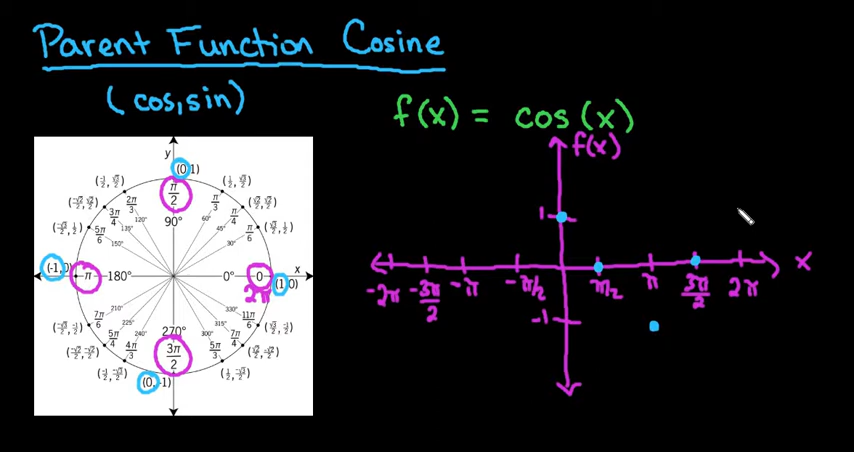 Parent Function Cosine
(cos, sin)
f(x) = cos(x)
f(x)
y
(0,1)
(-1/2, √3/2) (1/2, √3/2)
π/2
2π/3 π/3
(-√2/2, √2/2) (√2/2, √2/2)
3π/4 120° 90° 60° π/4
135° 45°
(-√3/2, 1/2) 5π/6 150° 30° π/6 (√3/2, 1/2)
(-1,0) π 180° 0° 0 x
2π (1,0)
210 330°
7π/6 225° 315° 11π/6
(-√3/2, -1/2) 240° 270° 300° (√3/2, -1/2)
5π/4 7π/4
(-√2/2, -√2/2) 4π/3 3π/2 5π/3 (√2/2, -√2/2)
(-1/2, -√3/2) (1/2, -√3/2)
(0,-1)
1
x
-2π -3π/2 -π -π/2 π/2 π 3π/2 2π
-1